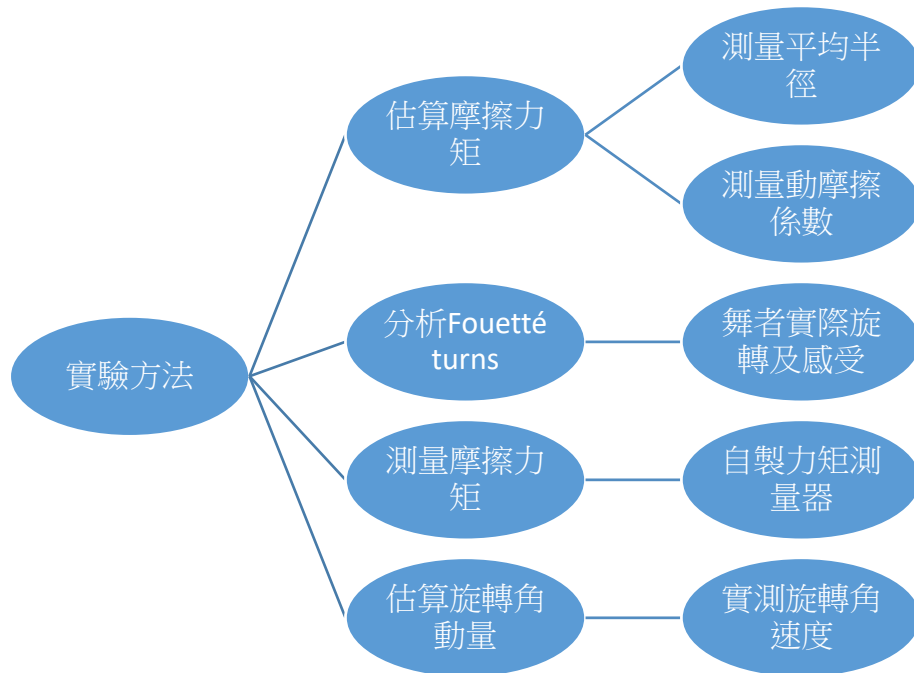 實驗方法
估算摩擦力
矩
測量平均半
徑
測量動摩擦
係數
分析Fouetté
turns
舞者實際旋
轉及感受
測量摩擦力
矩
自製力矩測
量器
估算旋轉角
動量
實測旋轉角
速度